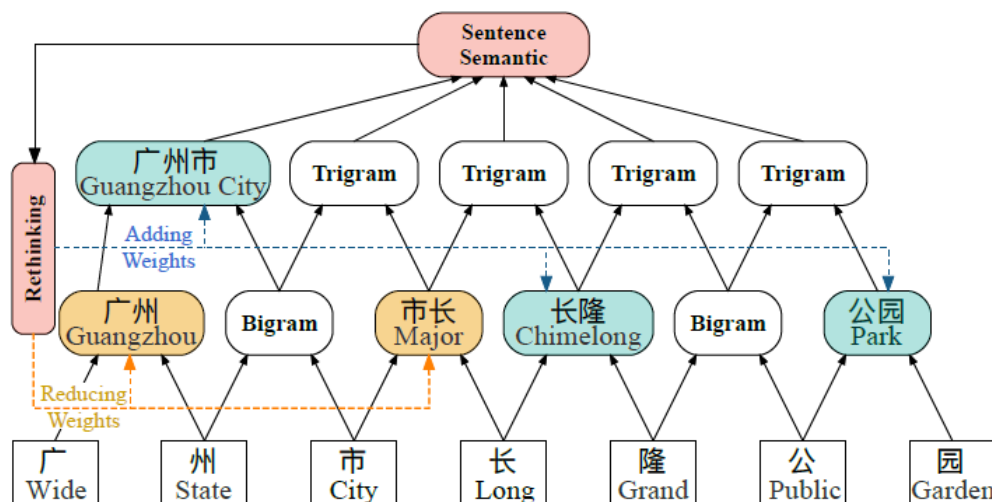 Sentence
Semantic
广州市
Guangzhou City
Trigram
Trigram
Trigram
Trigram
Rethinking
Adding
Weights
广州
Guangzhou
Bigram
市长
Major
长隆
Chimelong
Bigram
公园
Park
Reducing
Weights
广
Wide
州
State
市
City
长
Long
隆
Grand
公
Public
园
Garden